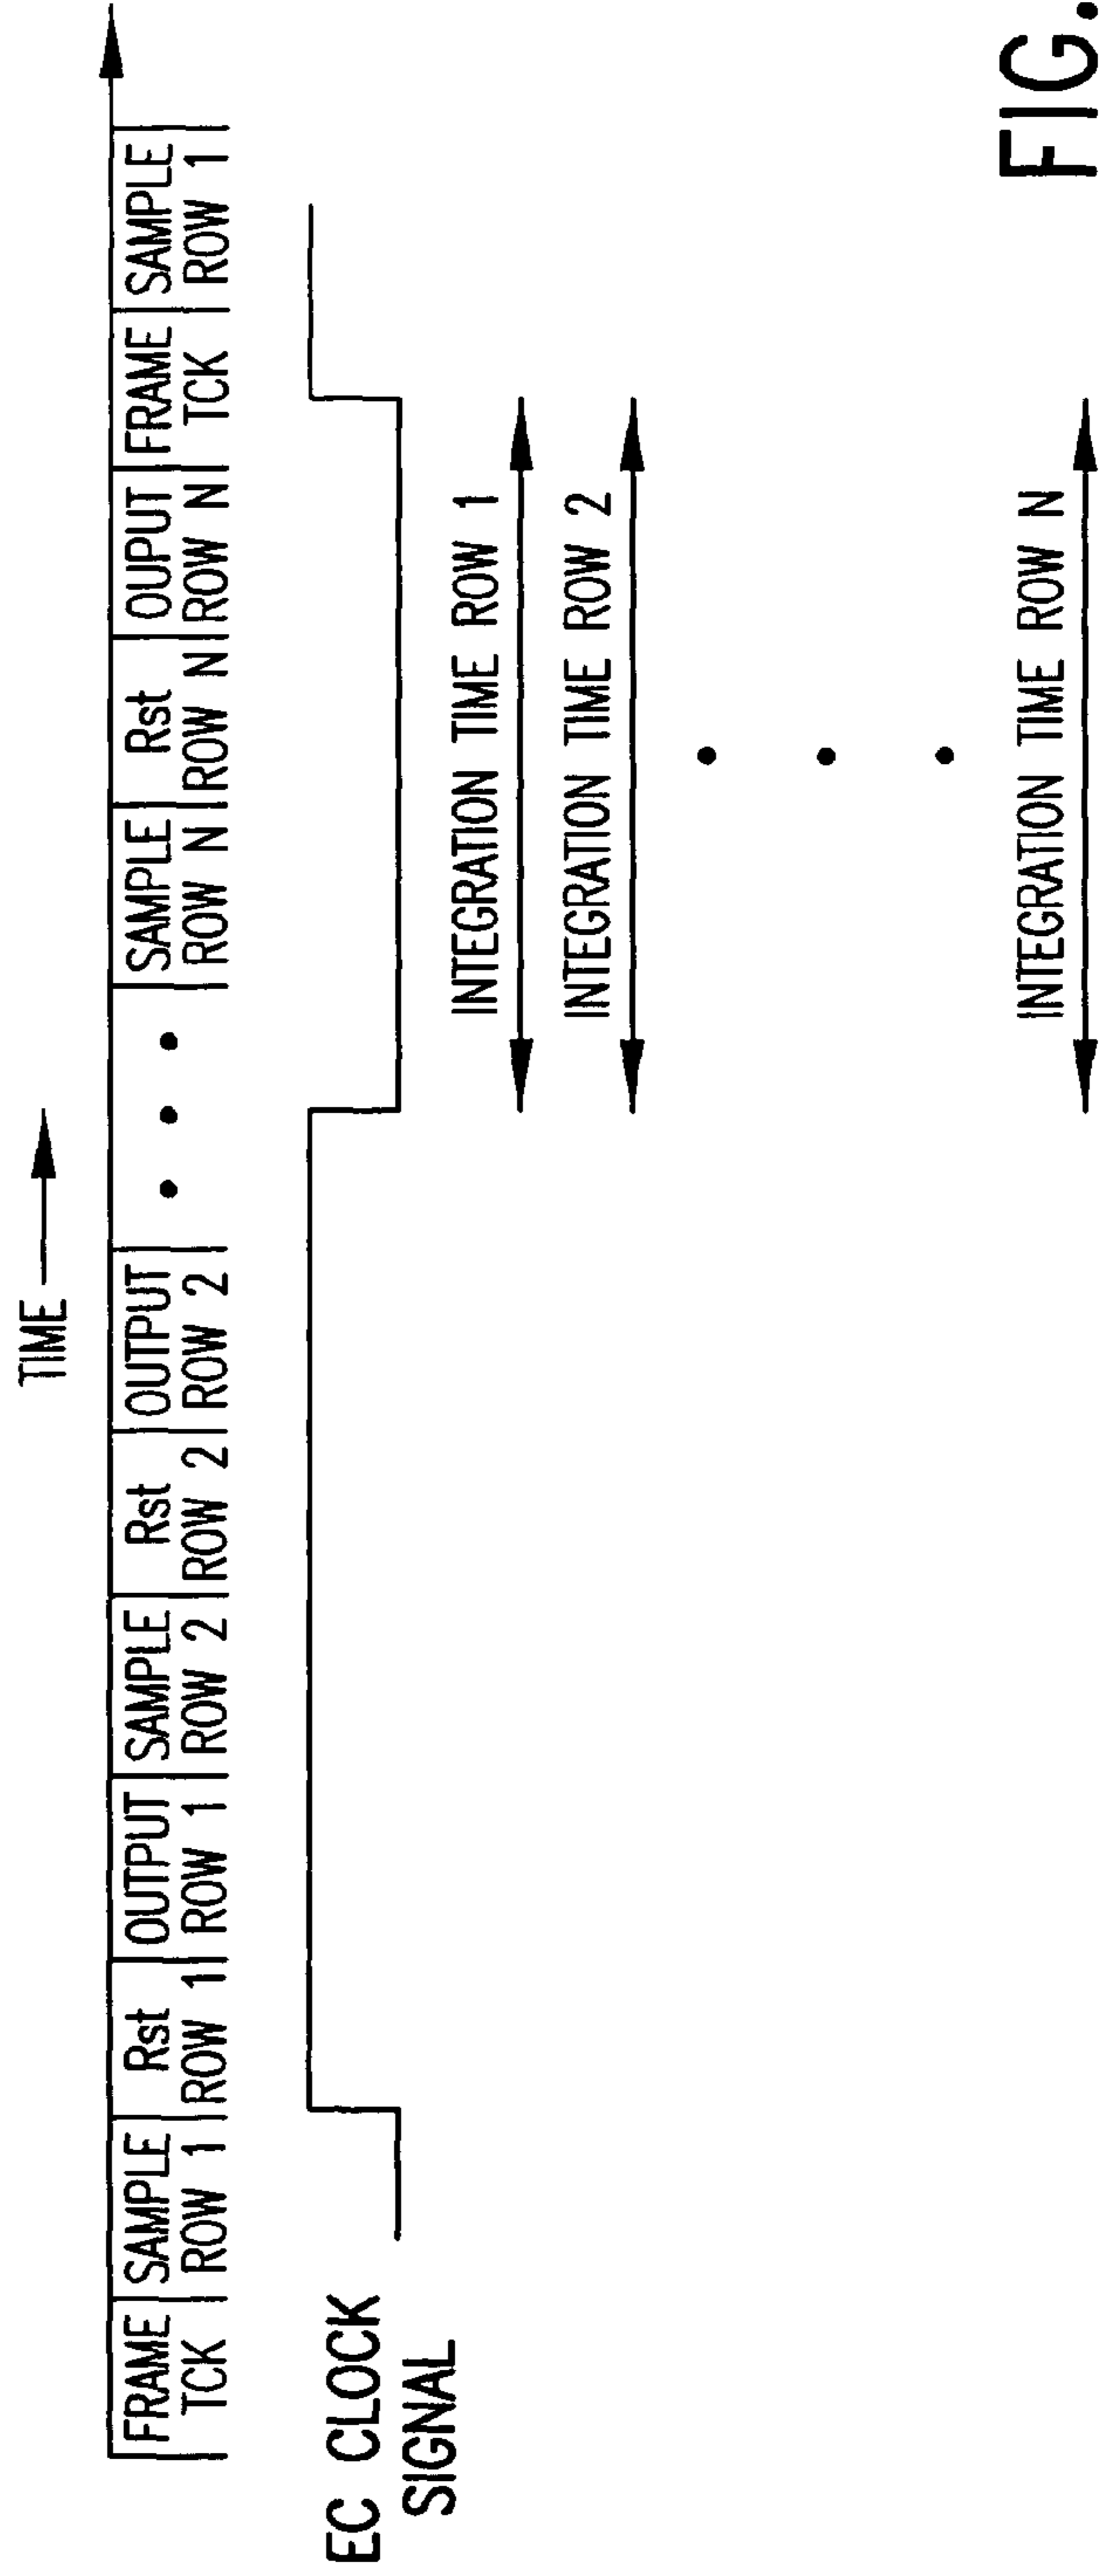 TIME
FRAME TCK
SAMPLE ROW 1
Rst ROW 1
OUTPUT ROW 1
SAMPLE ROW 2
Rst ROW 2
OUTPUT ROW 2
SAMPLE ROW N
Rst ROW N
OUPUT ROW N
FRAME TCK
SAMPLE ROW 1
EC CLOCK
SIGNAL
INTEGRATION TIME ROW 1
INTEGRATION TIME ROW 2
INTEGRATION TIME ROW N
FIG.